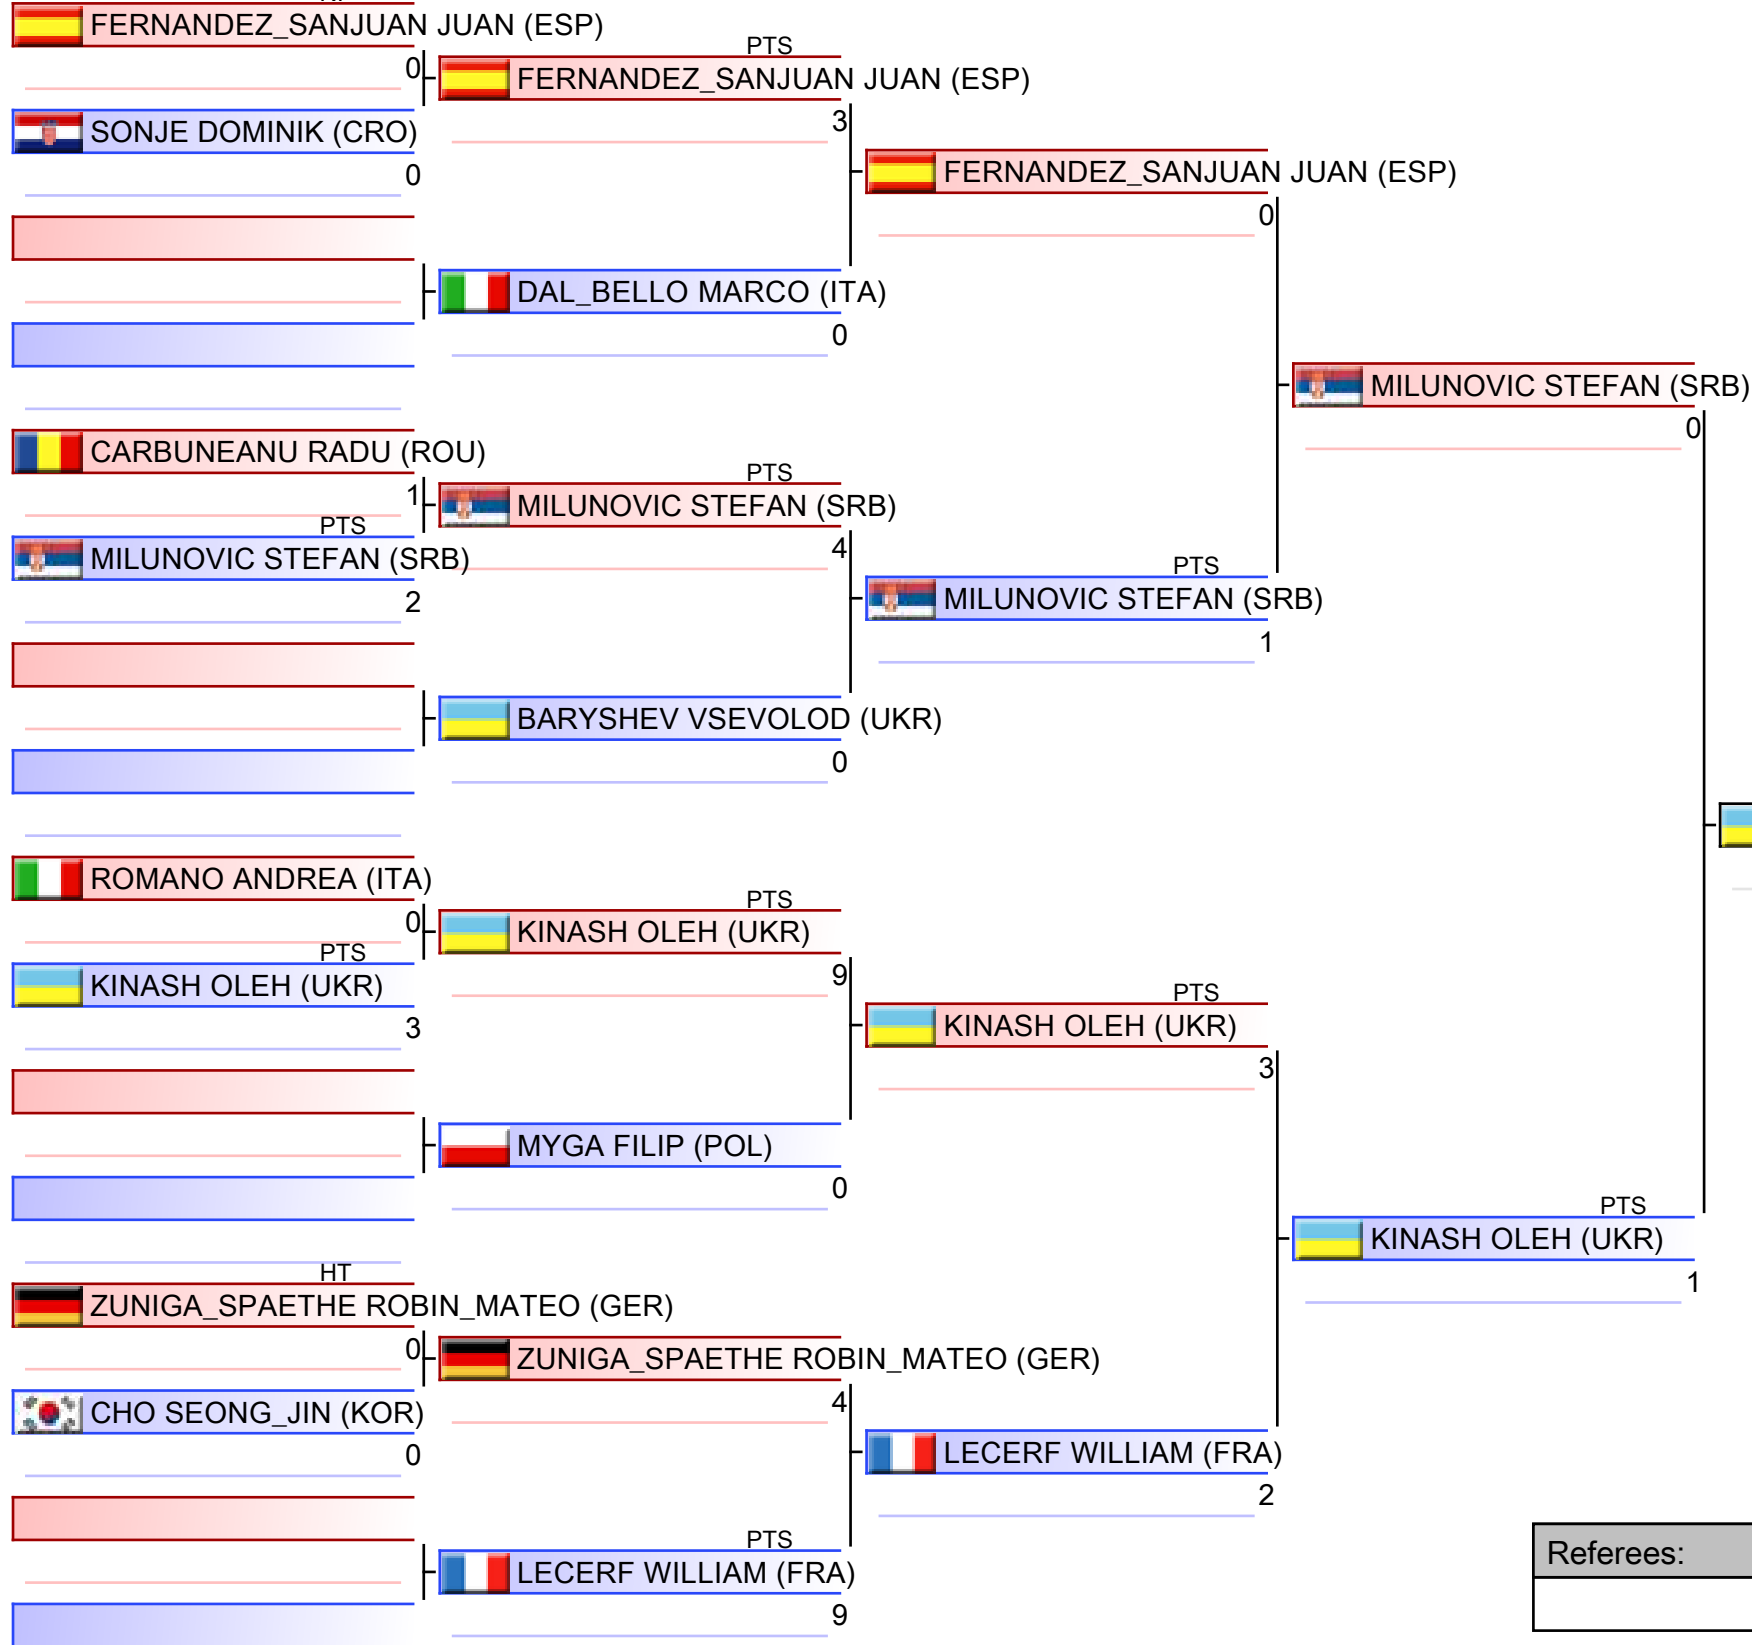 FERNANDEZ_SANJUAN JUAN (ESP)
0
SONJE DOMINIK (CRO)
0
CARBUNEANU RADU (ROU)
1
PTS
MILUNOVIC STEFAN (SRB)
2
ROMANO ANDREA (ITA)
0
PTS
KINASH OLEH (UKR)
3
HT
ZUNIGA_SPAETHE ROBIN_MATEO (GER)
0
CHO SEONG_JIN (KOR)
0
PTS
FERNANDEZ_SANJUAN JUAN (ESP)
3
DAL_BELLO MARCO (ITA)
0
PTS
MILUNOVIC STEFAN (SRB)
4
BARYSHEV VSEVOLOD (UKR)
0
PTS
KINASH OLEH (UKR)
9
MYGA FILIP (POL)
0
ZUNIGA_SPAETHE ROBIN_MATEO (GER)
4
PTS
LECERF WILLIAM (FRA)
9
FERNANDEZ_SANJUAN JUAN (ESP)
0
PTS
MILUNOVIC STEFAN (SRB)
1
PTS
KINASH OLEH (UKR)
3
LECERF WILLIAM (FRA)
2
MILUNOVIC STEFAN (SRB)
0
PTS
KINASH OLEH (UKR)
1
Referees: